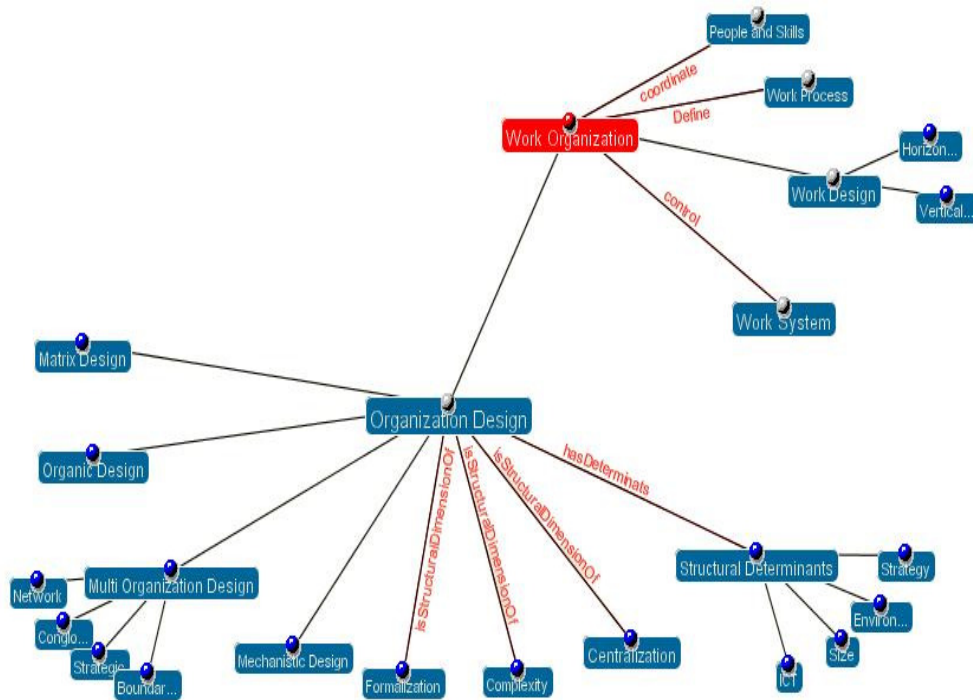 People and Skills
coordinate
Work Process
Define
Work Organization
Horizon...
Work Design
Vertical...
control
Work System
Matrix Design
Organization Design
Organic Design
isStructuralDimensionOf
isStructuralDimensionOf
isStructuralDimensionOf
hasDeterminats
Multi Organization Design
Structural Determinants
Strategy
Network
Environ...
Conglo...
Mechanistic Design
Centralization
Size
Strategic
Boundar...
Formalization
Complexity
ICT